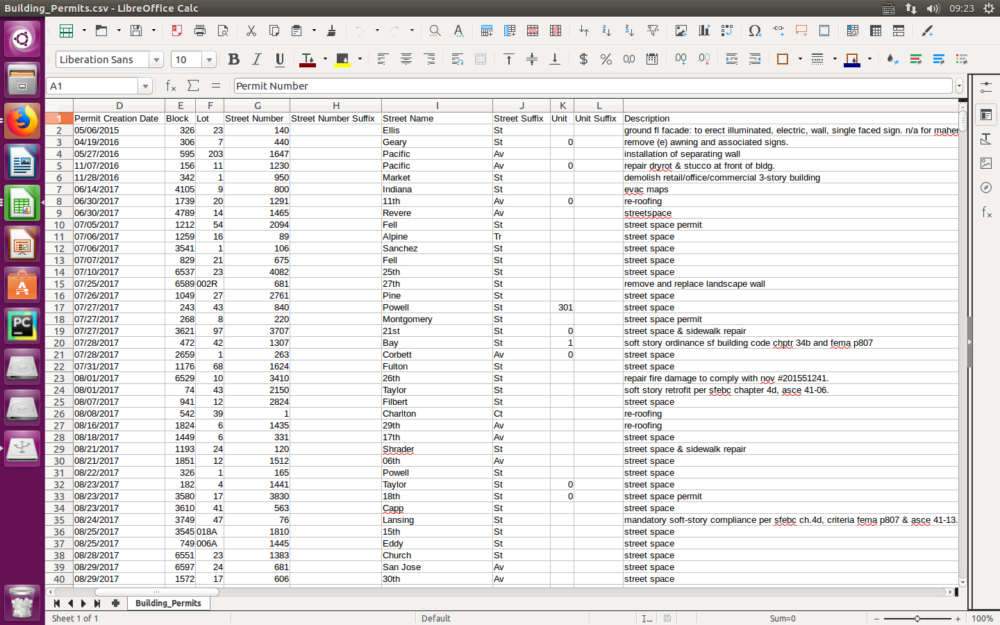 Building_Permits.csv - LibreOffice Calc 09:23
Liberation Sans 10
A1 Permit Number
D E F G H I J K L
1 Permit Creation Date Block Lot Street Number Street Number Suffix Street Name Street Suffix Unit Unit Suffix Description
2 05/06/2015 326 23 140 Ellis St ground fl facade: to erect illuminated, electric, wall, single faced sign. n/a for maher
3 04/19/2016 306 7 440 Geary St 0 remove (e) awning and associated signs.
4 05/27/2016 595 203 1647 Pacific Av installation of separating wall
5 11/07/2016 156 11 1230 Pacific Av 0 repair dryrot & stucco at front of bldg.
6 11/28/2016 342 1 950 Market St demolish retail/office/commercial 3-story building
7 06/14/2017 4105 9 800 Indiana St evac maps
8 06/30/2017 1739 20 1291 11th Av 0 re-roofing
9 06/30/2017 4789 14 1465 Revere Av streetspace
10 07/05/2017 1212 54 2094 Fell St street space permit
11 07/06/2017 1259 16 89 Alpine Tr street space
12 07/06/2017 3541 1 106 Sanchez St street space
13 07/07/2017 829 21 675 Fell St street space
14 07/10/2017 6537 23 4082 25th St street space
15 07/25/2017 6589 002R 681 27th St remove and replace landscape wall
16 07/26/2017 1049 27 2761 Pine St street space
17 07/27/2017 243 43 840 Powell St 301 street space
18 07/27/2017 268 8 220 Montgomery St street space permit
19 07/27/2017 3621 97 3707 21st St 0 street space & sidewalk repair
20 07/28/2017 472 42 1307 Bay St 1 soft story ordinance sf building code chptr 34b and fema p807
21 07/28/2017 2659 1 263 Corbett Av 0 street space
22 07/31/2017 1176 68 1624 Fulton St street space
23 08/01/2017 6529 10 3410 26th St repair fire damage to comply with nov #201551241.
24 08/01/2017 74 43 2150 Taylor St soft story retrofit per sfebc chapter 4d, asce 41-06.
25 08/07/2017 941 12 2824 Filbert St street space
26 08/08/2017 542 39 1 Charlton Ct re-roofing
27 08/16/2017 1824 6 1435 29th Av re-roofing
28 08/18/2017 1449 6 331 17th Av street space
29 08/21/2017 1193 24 120 Shrader St street space & sidewalk repair
30 08/21/2017 1851 12 1512 06th Av street space
31 08/22/2017 326 1 165 Powell St street space
32 08/23/2017 182 4 1441 Taylor St 0 street space
33 08/23/2017 3580 17 3830 18th St 0 street space permit
34 08/23/2017 3610 41 563 Capp St street space
35 08/24/2017 3749 47 76 Lansing St mandatory soft-story compliance per sfebc ch.4d, criteria fema p807 & asce 41-13.
36 08/25/2017 3545 018A 1810 15th St street space
37 08/25/2017 749 006A 1445 Eddy St street space
38 08/28/2017 6551 23 1383 Church St street space
39 08/29/2017 6597 24 681 San Jose Av street space
40 08/29/2017 1572 17 606 30th Av street space
Building_Permits
Sheet 1 of 1 Default Sum=0 100%